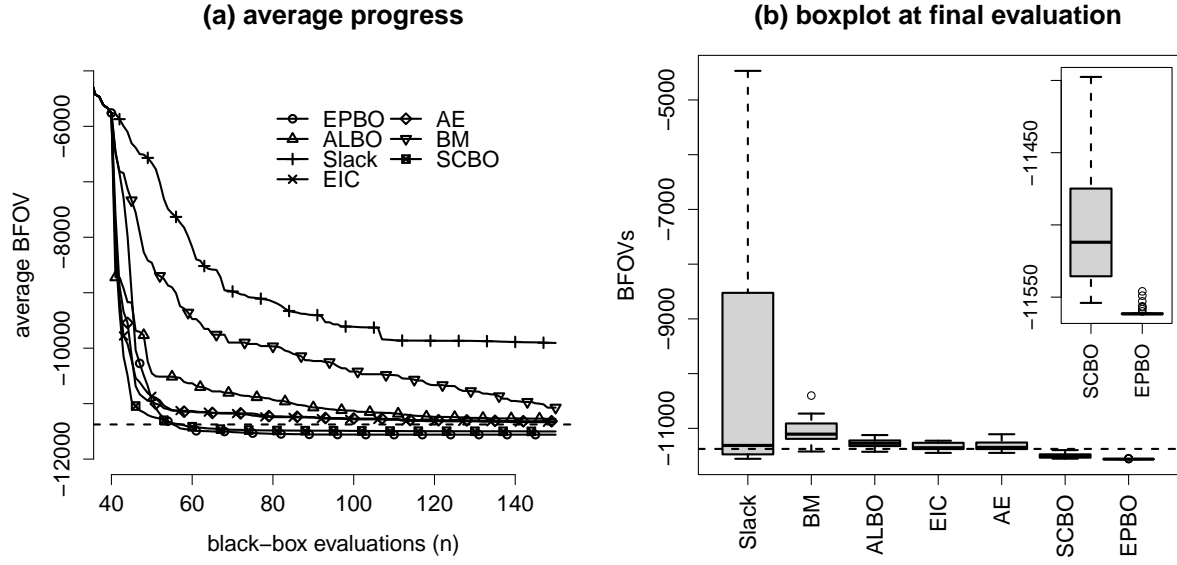 (a) average progress
average BFOV
−6000
−8000
−10000
−12000
EPBO
ALBO
Slack
EIC
AE
BM
SCBO
40
60
80
100
120
140
black−box evaluations (n)
(b) boxplot at final evaluation
BFOVs
−5000
−7000
−9000
−11000
Slack
BM
ALBO
EIC
AE
SCBO
EPBO
−11450
−11550
SCBO
EPBO